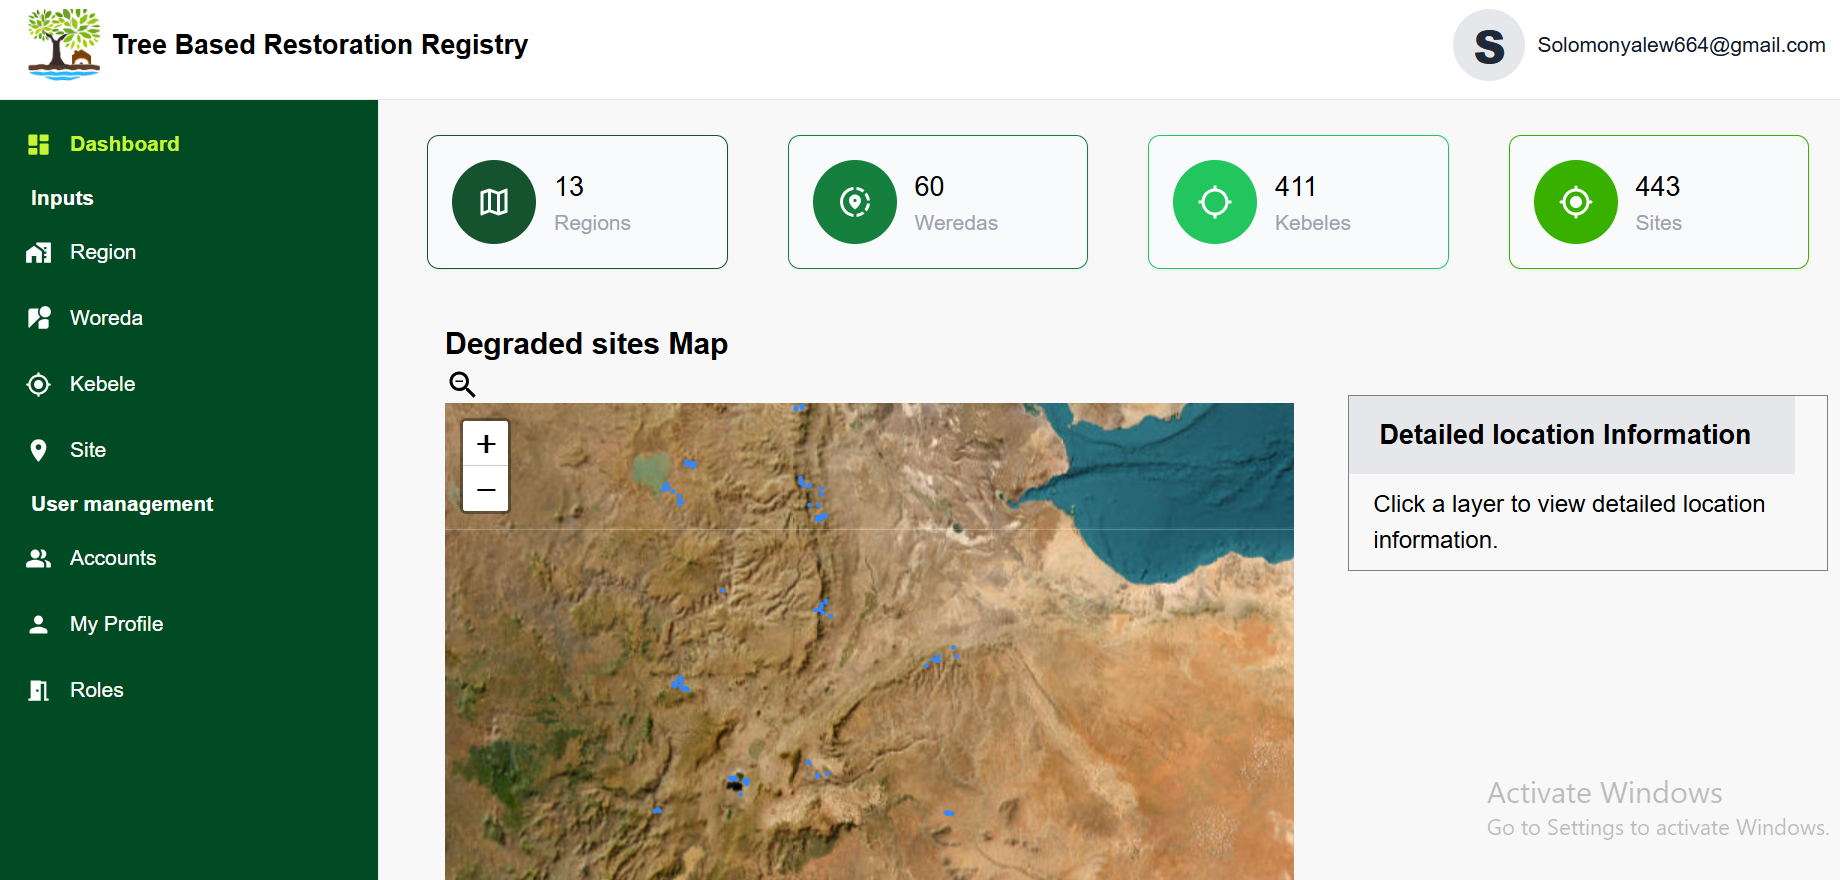 Tree Based Restoration Registry
S
Solomonyalew664@gmail.com
Dashboard
Inputs
Region
Woreda
Kebele
Site
User management
Accounts
My Profile
Roles
13
Regions
60
Weredas
411
Kebeles
443
Sites
Degraded sites Map
+
−
Detailed location Information
Click a layer to view detailed location
information.
Activate Windows
Go to Settings to activate Windows.